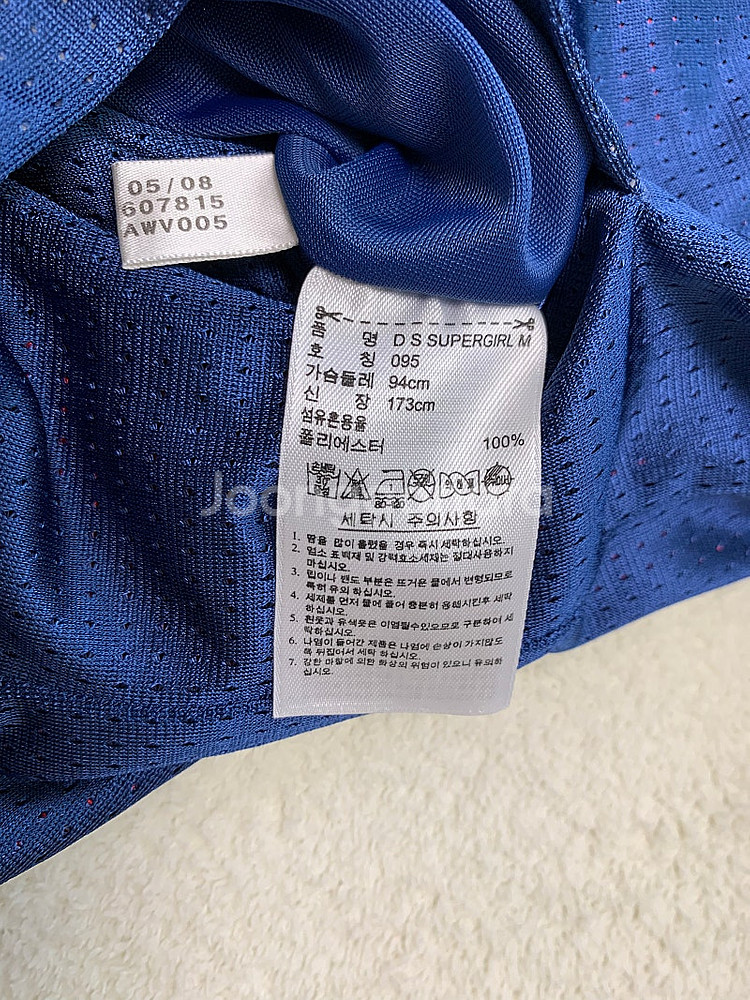 05/08
607815
AWV005
품 명 D S SUPERGIRL M
호 칭 095
가슴둘레 94cm
신 장 173cm
섬유혼용율
폴리에스터 100%
세탁시 주의사항
1. 땀을 많이 흘렸을 경우 즉시 세탁하십시오.
2. 염소 표백제 및 강력효소세제는 절대사용하지
마십시오.
3. 립이나 밴드 부분은 뜨거운 물에서 변형되므로
특히 유의 하십시오.
4. 세제를 먼저 물에 풀어 충분히 용해시킨후 세탁
하십시오.
5. 흰옷과 유색옷은 이염될수있으므로 구분하여 세
탁하십시오.
6. 나염이 들어간 제품은 나염에 손상이 가지않도
록 뒤집어서 세탁 하십시오.
7. 강한 마찰에 의한 화상의 위험이 있으니 유의하
십시오.